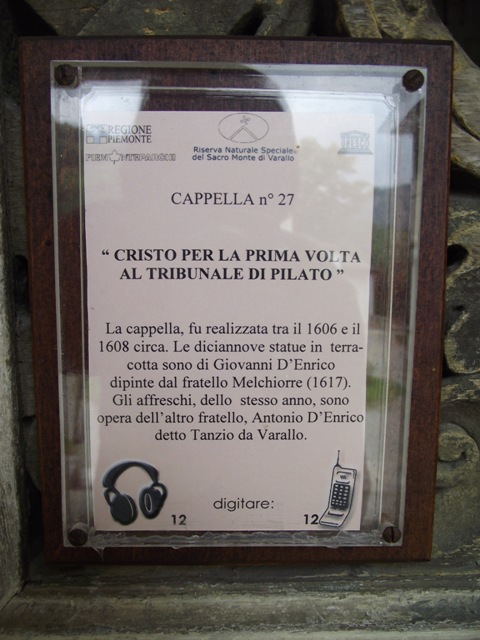 REGIONE
PIEMONTE
PIEMONTEPARCHI
Riserva Naturale Speciale
del Sacro Monte di Varallo
CAPPELLA n° 27
“ CRISTO PER LA PRIMA VOLTA
AL TRIBUNALE DI PILATO ”
La cappella, fu realizzata tra il 1606 e il
1608 circa. Le diciannove statue in terra-
cotta sono di Giovanni D’Enrico
dipinte dal fratello Melchiorre (1617).
Gli affreschi, dello stesso anno, sono
opera dell’altro fratello, Antonio D’Enrico
detto Tanzio da Varallo.
digitare:
12 12